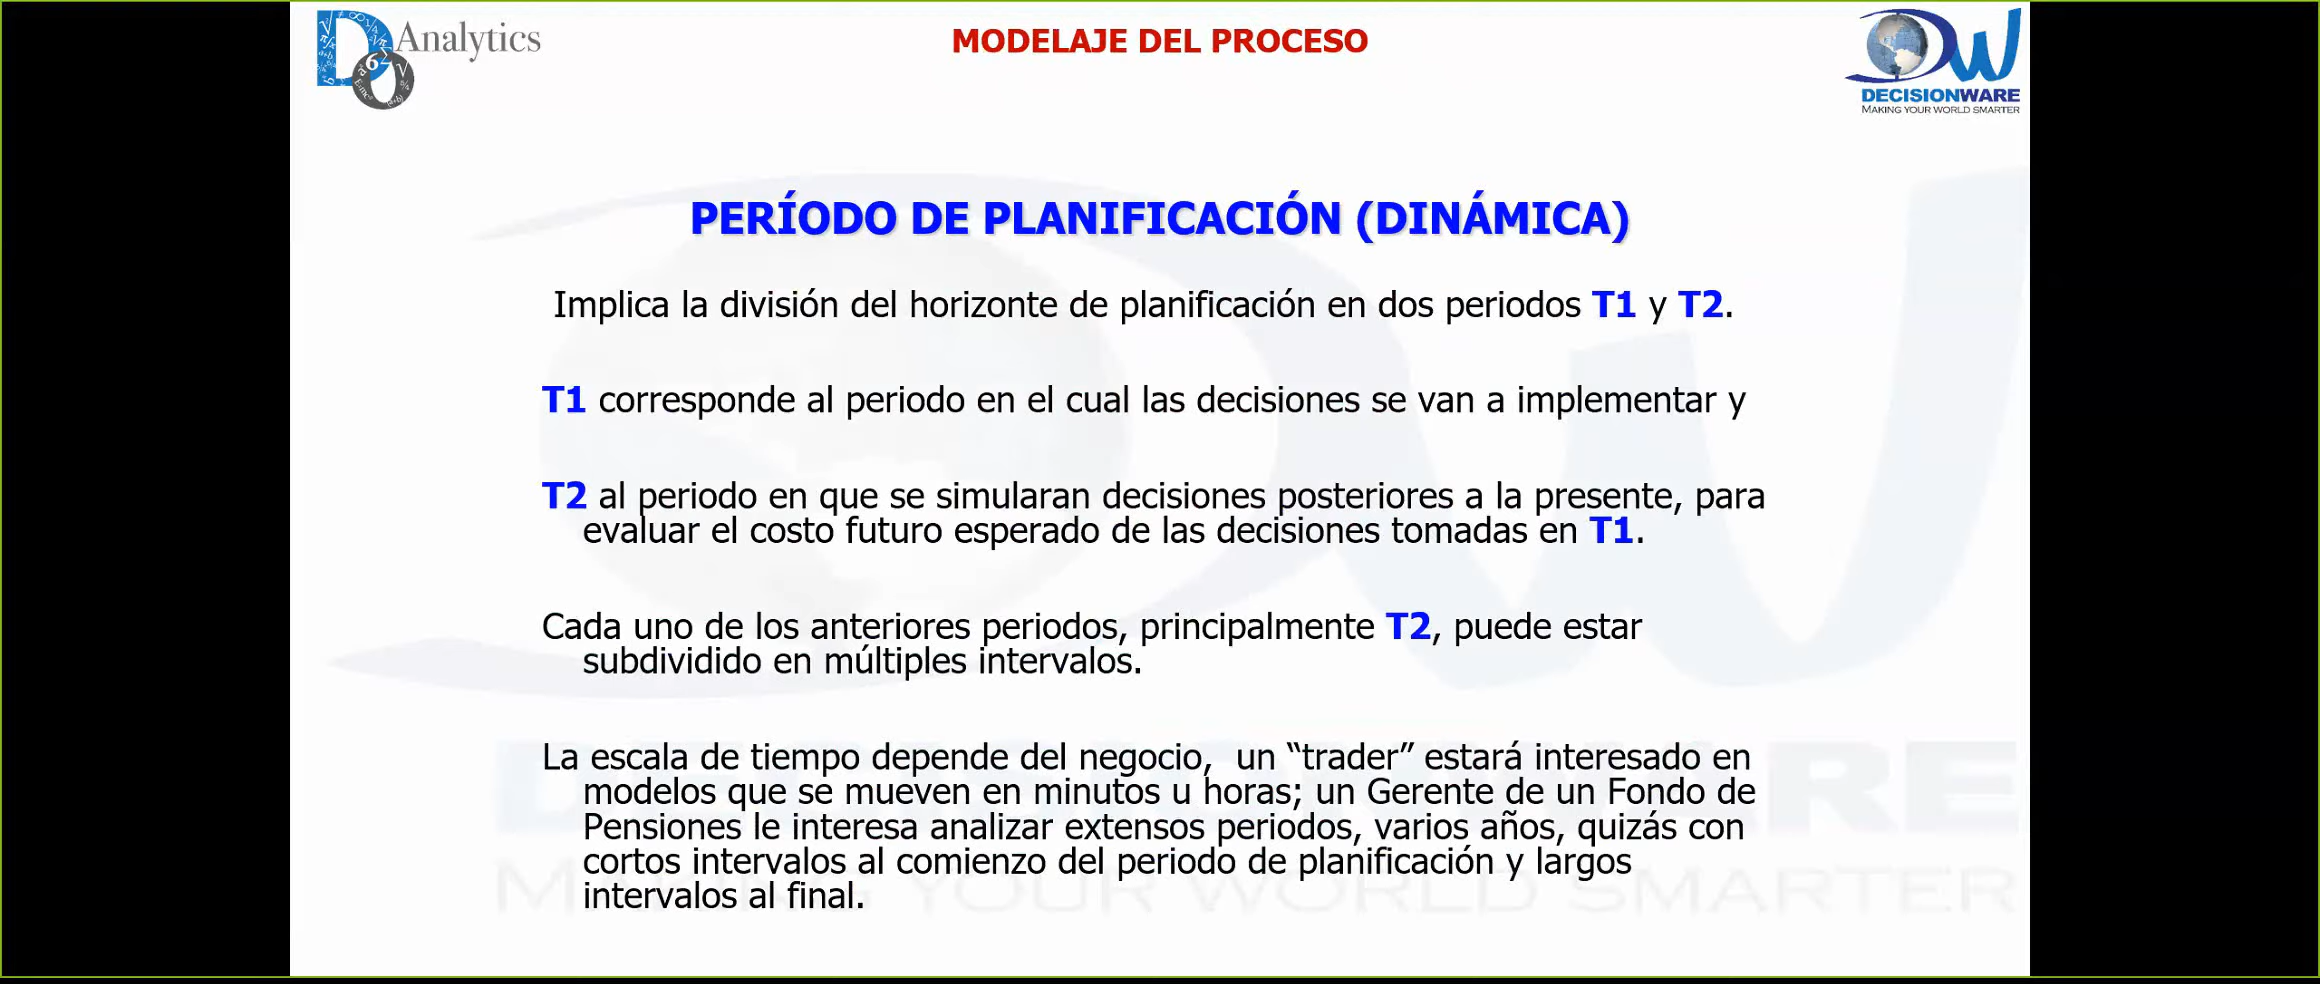 DO Analytics
MODELAJE DEL PROCESO
DW
DECISIONWARE
MAKING YOUR WORLD SMARTER
PERÍODO DE PLANIFICACIÓN (DINÁMICA)
Implica la división del horizonte de planificación en dos periodos T1 y T2.
T1 corresponde al periodo en el cual las decisiones se van a implementar y
T2 al periodo en que se simularan decisiones posteriores a la presente, para
evaluar el costo futuro esperado de las decisiones tomadas en T1.
Cada uno de los anteriores periodos, principalmente T2, puede estar
subdividido en múltiples intervalos.
La escala de tiempo depende del negocio,  un “trader” estará interesado en
modelos que se mueven en minutos u horas; un Gerente de un Fondo de
Pensiones le interesa analizar extensos periodos, varios años, quizás con
cortos intervalos al comienzo del periodo de planificación y largos
intervalos al final.